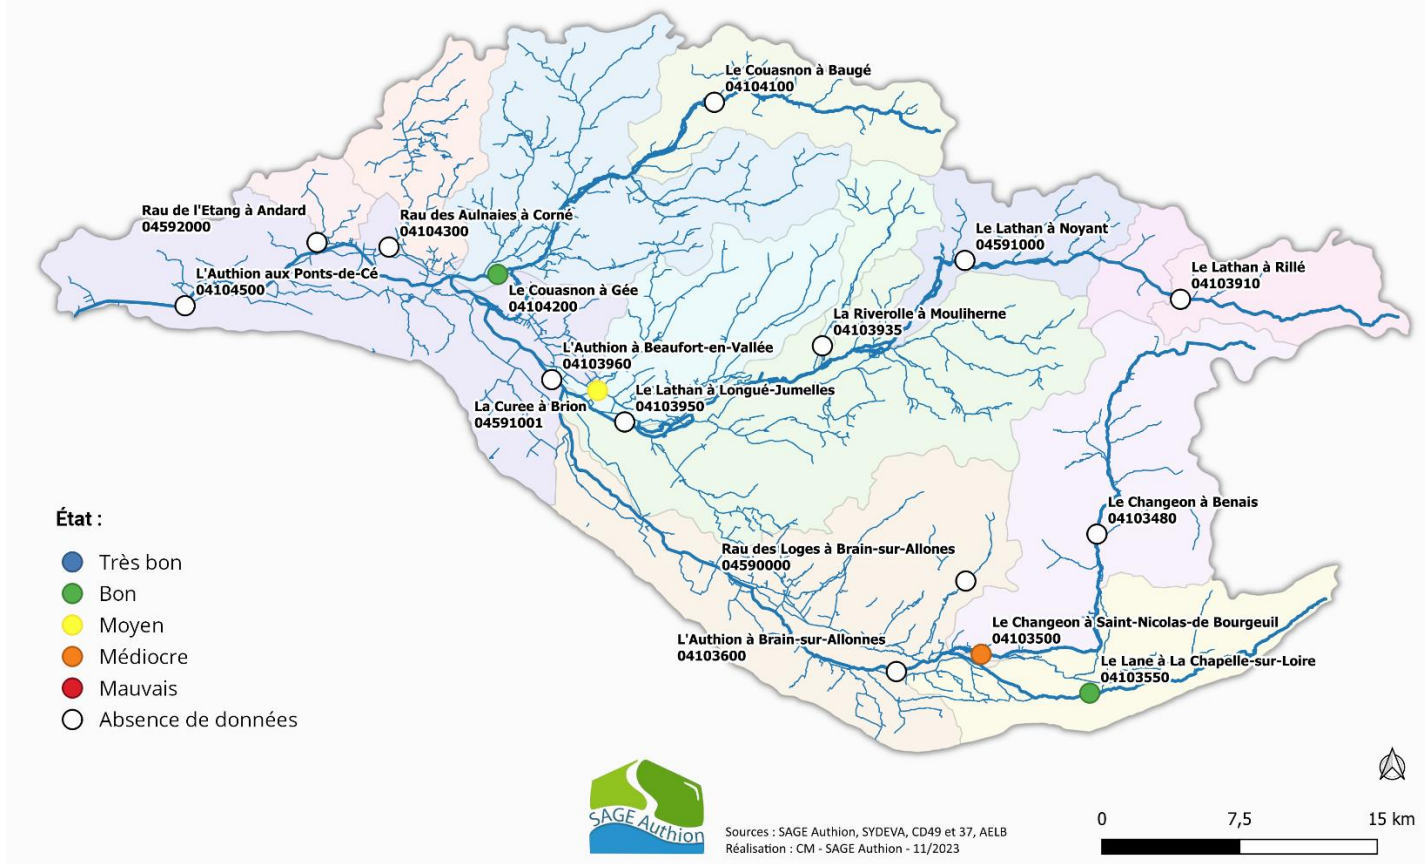 Le Couasnon à Baugé
04104100
Rau de l'Etang à Andard
04592000
Rau des Aulnaies à Corné
04104300
Le Lathan à Noyant
04591000
L'Authion aux Ponts-de-Cé
04104500
Le Lathan à Rillé
04103910
Le Couasnon à Gée
04104200
La Riverolle à Mouliherne
04103935
L'Authion à Beaufort-en-Vallée
04103960
Le Lathan à Longué-Jumelles
04103950
La Curee à Brion
04591001
Le Changeon à Benais
04103480
Rau des Loges à Brain-sur-Allones
04590000
Le Changeon à Saint-Nicolas-de Bourgeuil
04103500
L'Authion à Brain-sur-Allonnes
04103600
Le Lane à La Chapelle-sur-Loire
04103550
État :
Très bon
Bon
Moyen
Médiocre
Mauvais
Absence de données
SAGE Authion
Sources : SAGE Authion, SYDEVA, CD49 et 37, AELB
Réalisation : CM - SAGE Authion - 11/2023
0 7,5 15 km